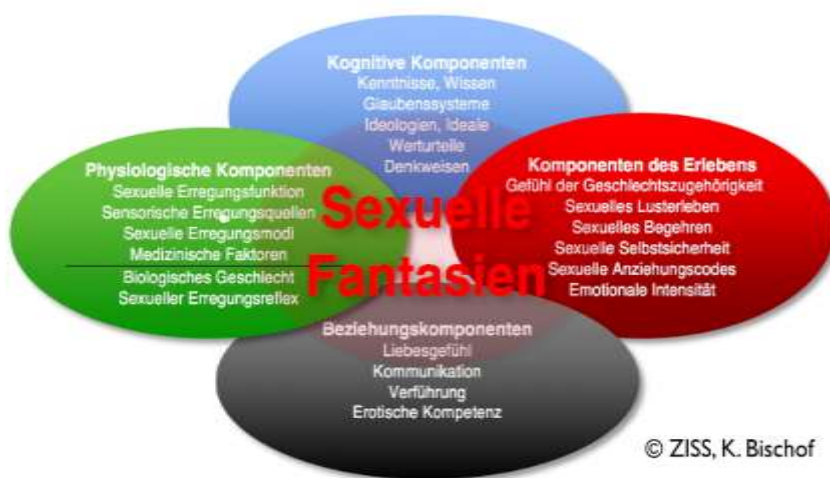 Kognitive Komponenten
Kenntnisse, Wissen
Glaubenssysteme
Ideologien, Ideale
Werturteile
Denkweisen
Physiologische Komponenten
Sexuelle Erregungsfunktion
Sensorische Erregungsquellen
Sexuelle Erregungsmodi
Medizinische Faktoren
Biologisches Geschlecht
Sexueller Erregungsreflex
Sexuelle
Fantasien
Komponenten des Erlebens
Gefühl der Geschlechtszugehörigkeit
Sexuelles Lusterleben
Sexuelles Begehren
Sexuelle Selbstsicherheit
Sexuelle Anziehungscodes
Emotionale Intensität
Beziehungskomponenten
Liebesgefühl
Kommunikation
Verführung
Erotische Kompetenz
© ZISS, K. Bischof